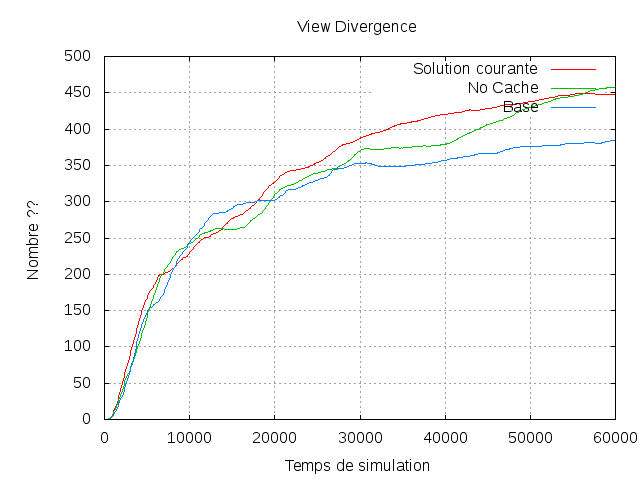 View Divergence
Solution courante
No Cache
Base
Nombre ??
500
450
400
350
300
250
200
150
100
50
0
0 10000 20000 30000 40000 50000 60000
Temps de simulation